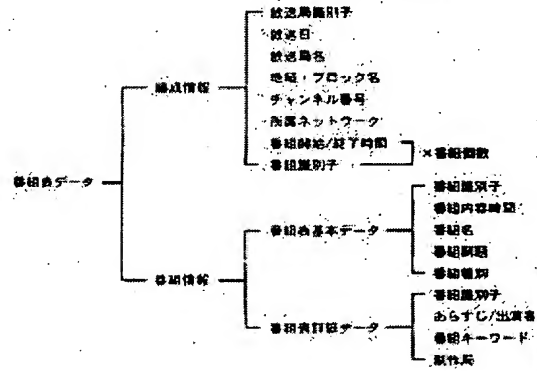 放送局識別子
放送日
放送局名
地域・ブロック名
編成情報
チャンネル番号
所属ネットワーク
番組開始/終了時間
×番組個数
番組識別子
番組表データ
番組識別子
番組内容時間
番組表基本データ
番組名
番組副題
番組種別
番組情報
番組識別子
あらすじ/出演者
番組表詳細データ
番組キーワード
制作局